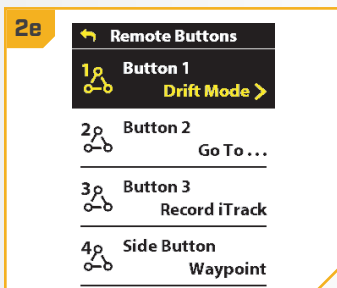 2e
Remote Buttons
1 Button 1
Drift Mode >
2 Button 2
Go To ...
3 Button 3
Record iTrack
4 Side Button
Waypoint